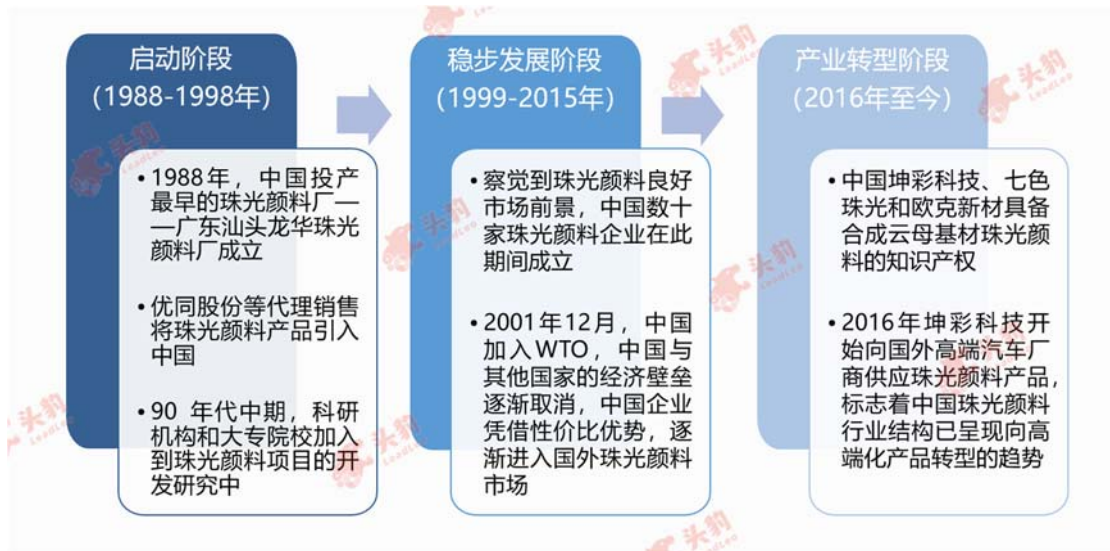 启动阶段
(1988-1998年)
1988年，中国投产
最早的珠光颜料厂—
—广东汕头龙华珠光
颜料厂成立
优同股份等代理销售
将珠光颜料产品引入
中国
90 年代中期，科研
机构和大专院校加入
到珠光颜料项目的开
发研究中
稳步发展阶段
(1999-2015年)
察觉到珠光颜料良好
市场前景，中国数十
家珠光颜料企业在此
期间成立
2001年12月，中国
加入WTO，中国与
其他国家的经济壁垒
逐渐取消，中国企业
凭借性价比优势，逐
渐进入国外珠光颜料
市场
产业转型阶段
(2016年至今)
中国坤彩科技、七色
珠光和欧克新材具备
合成云母基材珠光颜
料的知识产权
2016年坤彩科技开
始向国外高端汽车厂
商供应珠光颜料产品，
标志着中国珠光颜料
行业结构已呈现向高
端化产品转型的趋势
头豹
LeadLeo